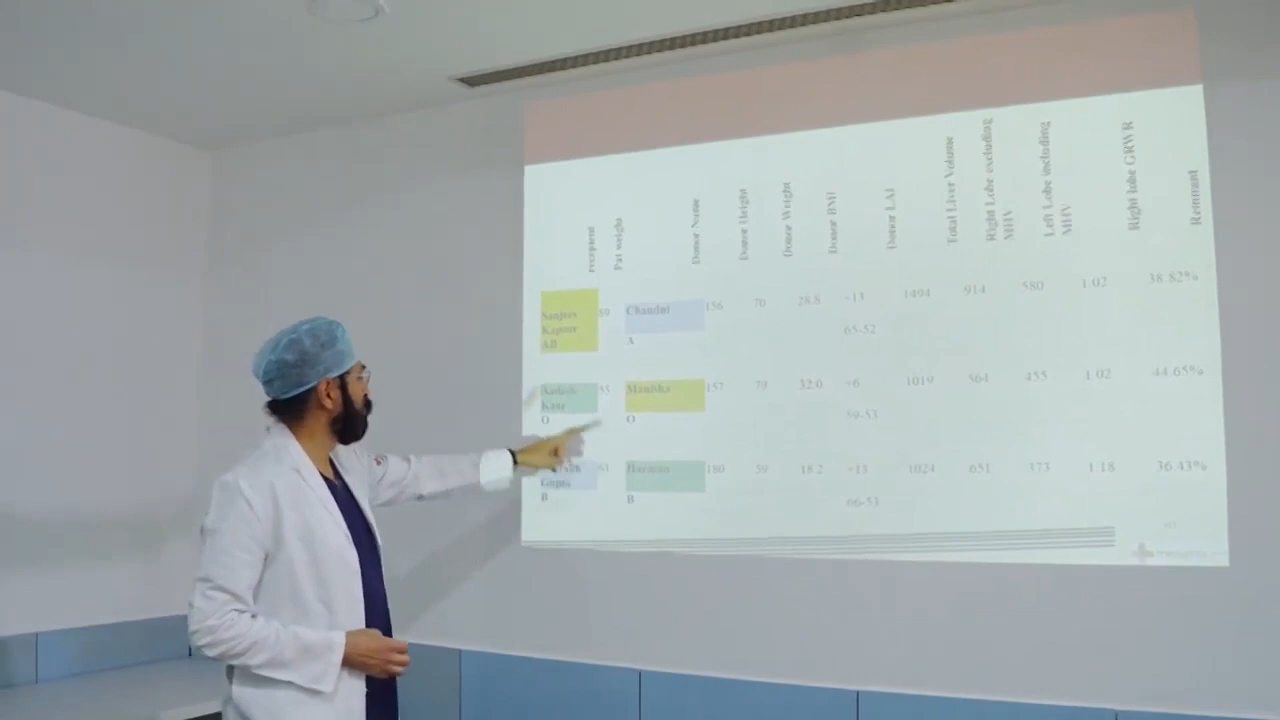 recepient
Pat weight
Donor Name
Donor Height
Donor Weight
Donor BMI
Donor LAI
Total Liver Volume
Right Lobe excluding
MHV
Left Lobe including
MHV
Right lobe GRWR
Remnant
Sanjeev
Kapoor
AB
59
Chandni
A
156
70
28.8
+13
65-52
1494
914
580
1.02
38.82%
Kaur
O
55
Manisha
O
157
79
32.0
+6
59-53
1019
564
455
1.02
44.65%
Gupta
B
Harman
B
180
59
18.2
+13
66-53
1024
651
373
1.18
36.43%